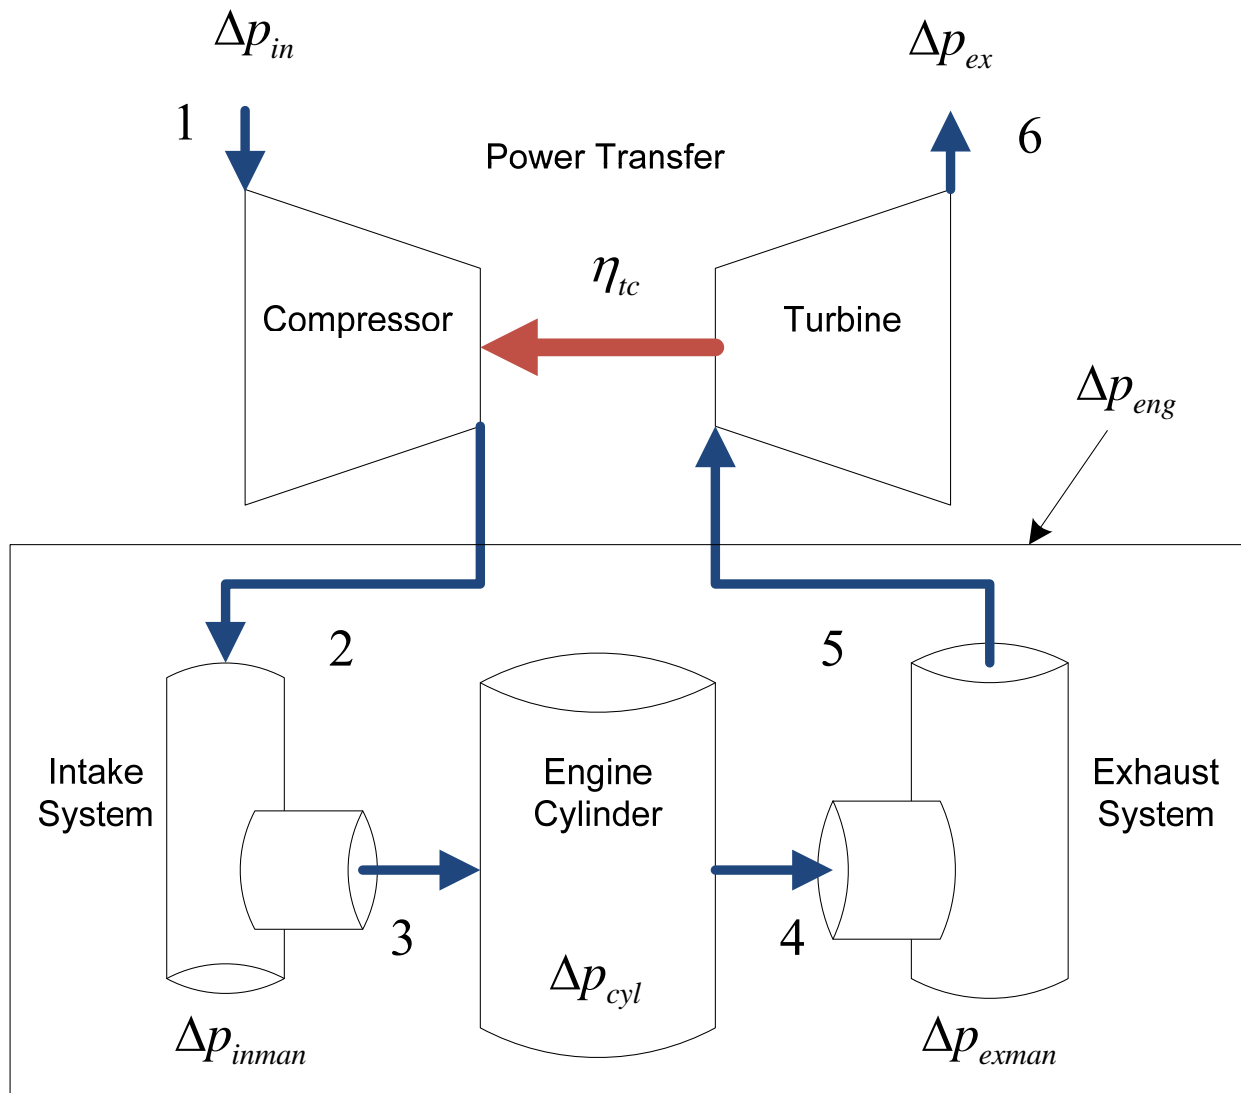 Δp_in
Δp_ex
1
6
Power Transfer
η_tc
Compressor
Turbine
Δp_eng
2
5
Intake
System
Engine
Cylinder
Exhaust
System
3
4
Δp_cyl
Δp_inman
Δp_exman